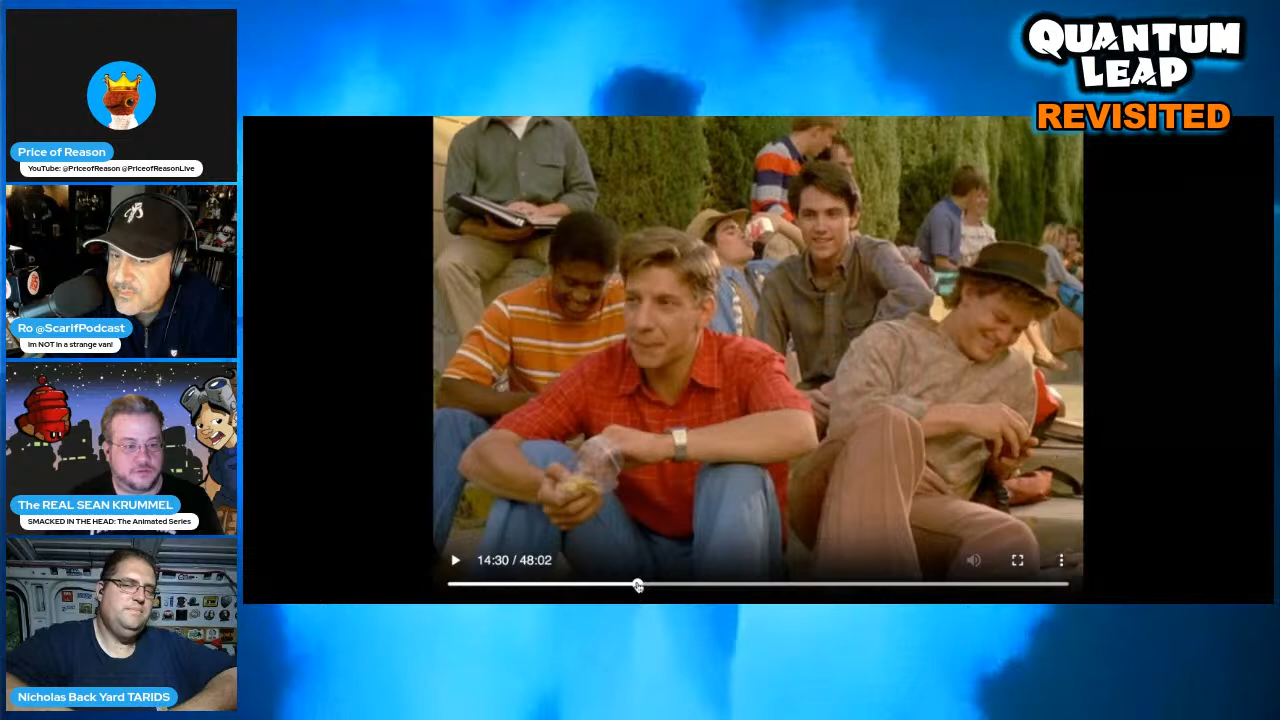 Price of Reason
YouTube: @PriceofReason @PriceofReasonLive
Ro @ScarifPodcast
Im NOT in a strange van!
The REAL SEAN KRUMMEL
SMACKED IN THE HEAD: The Animated Series
Nicholas Back Yard TARIDS
QUANTUM
LEAP
REVISITED
14:30 / 48:02